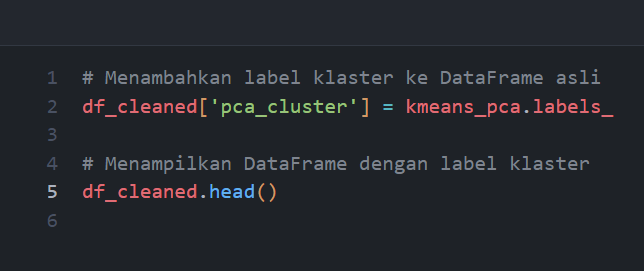 1 # Menambahkan label klaster ke DataFrame asli
2 df_cleaned['pca_cluster'] = kmeans_pca.labels_
3
4 # Menampilkan DataFrame dengan label klaster
5 df_cleaned.head()
6